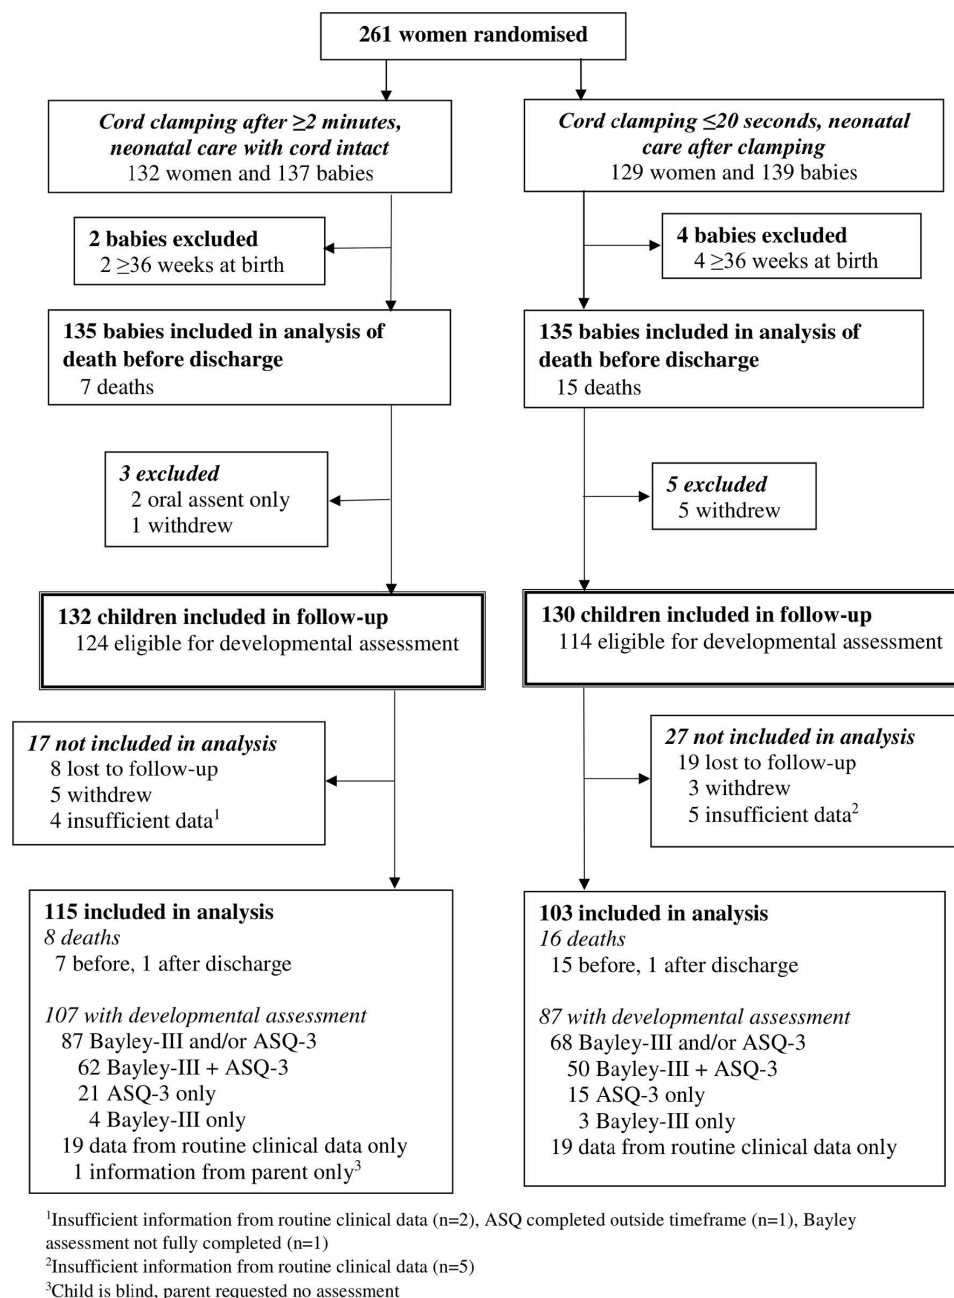 261 women randomised
Cord clamping after ≥2 minutes,
neonatal care with cord intact
132 women and 137 babies
Cord clamping ≤20 seconds, neonatal
care after clamping
129 women and 139 babies
2 babies excluded
2 ≥36 weeks at birth
4 babies excluded
4 ≥36 weeks at birth
135 babies included in analysis of
death before discharge
7 deaths
135 babies included in analysis of
death before discharge
15 deaths
3 excluded
2 oral assent only
1 withdrew
5 excluded
5 withdrew
132 children included in follow-up
124 eligible for developmental assessment
130 children included in follow-up
114 eligible for developmental assessment
17 not included in analysis
8 lost to follow-up
5 withdrew
4 insufficient data¹
27 not included in analysis
19 lost to follow-up
3 withdrew
5 insufficient data²
115 included in analysis
8 deaths
7 before, 1 after discharge
107 with developmental assessment
87 Bayley-III and/or ASQ-3
62 Bayley-III + ASQ-3
21 ASQ-3 only
4 Bayley-III only
19 data from routine clinical data only
1 information from parent only³
103 included in analysis
16 deaths
15 before, 1 after discharge
87 with developmental assessment
68 Bayley-III and/or ASQ-3
50 Bayley-III + ASQ-3
15 ASQ-3 only
3 Bayley-III only
19 data from routine clinical data only
¹Insufficient information from routine clinical data (n=2), ASQ completed outside timeframe (n=1), Bayley
assessment not fully completed (n=1)
²Insufficient information from routine clinical data (n=5)
³Child is blind, parent requested no assessment